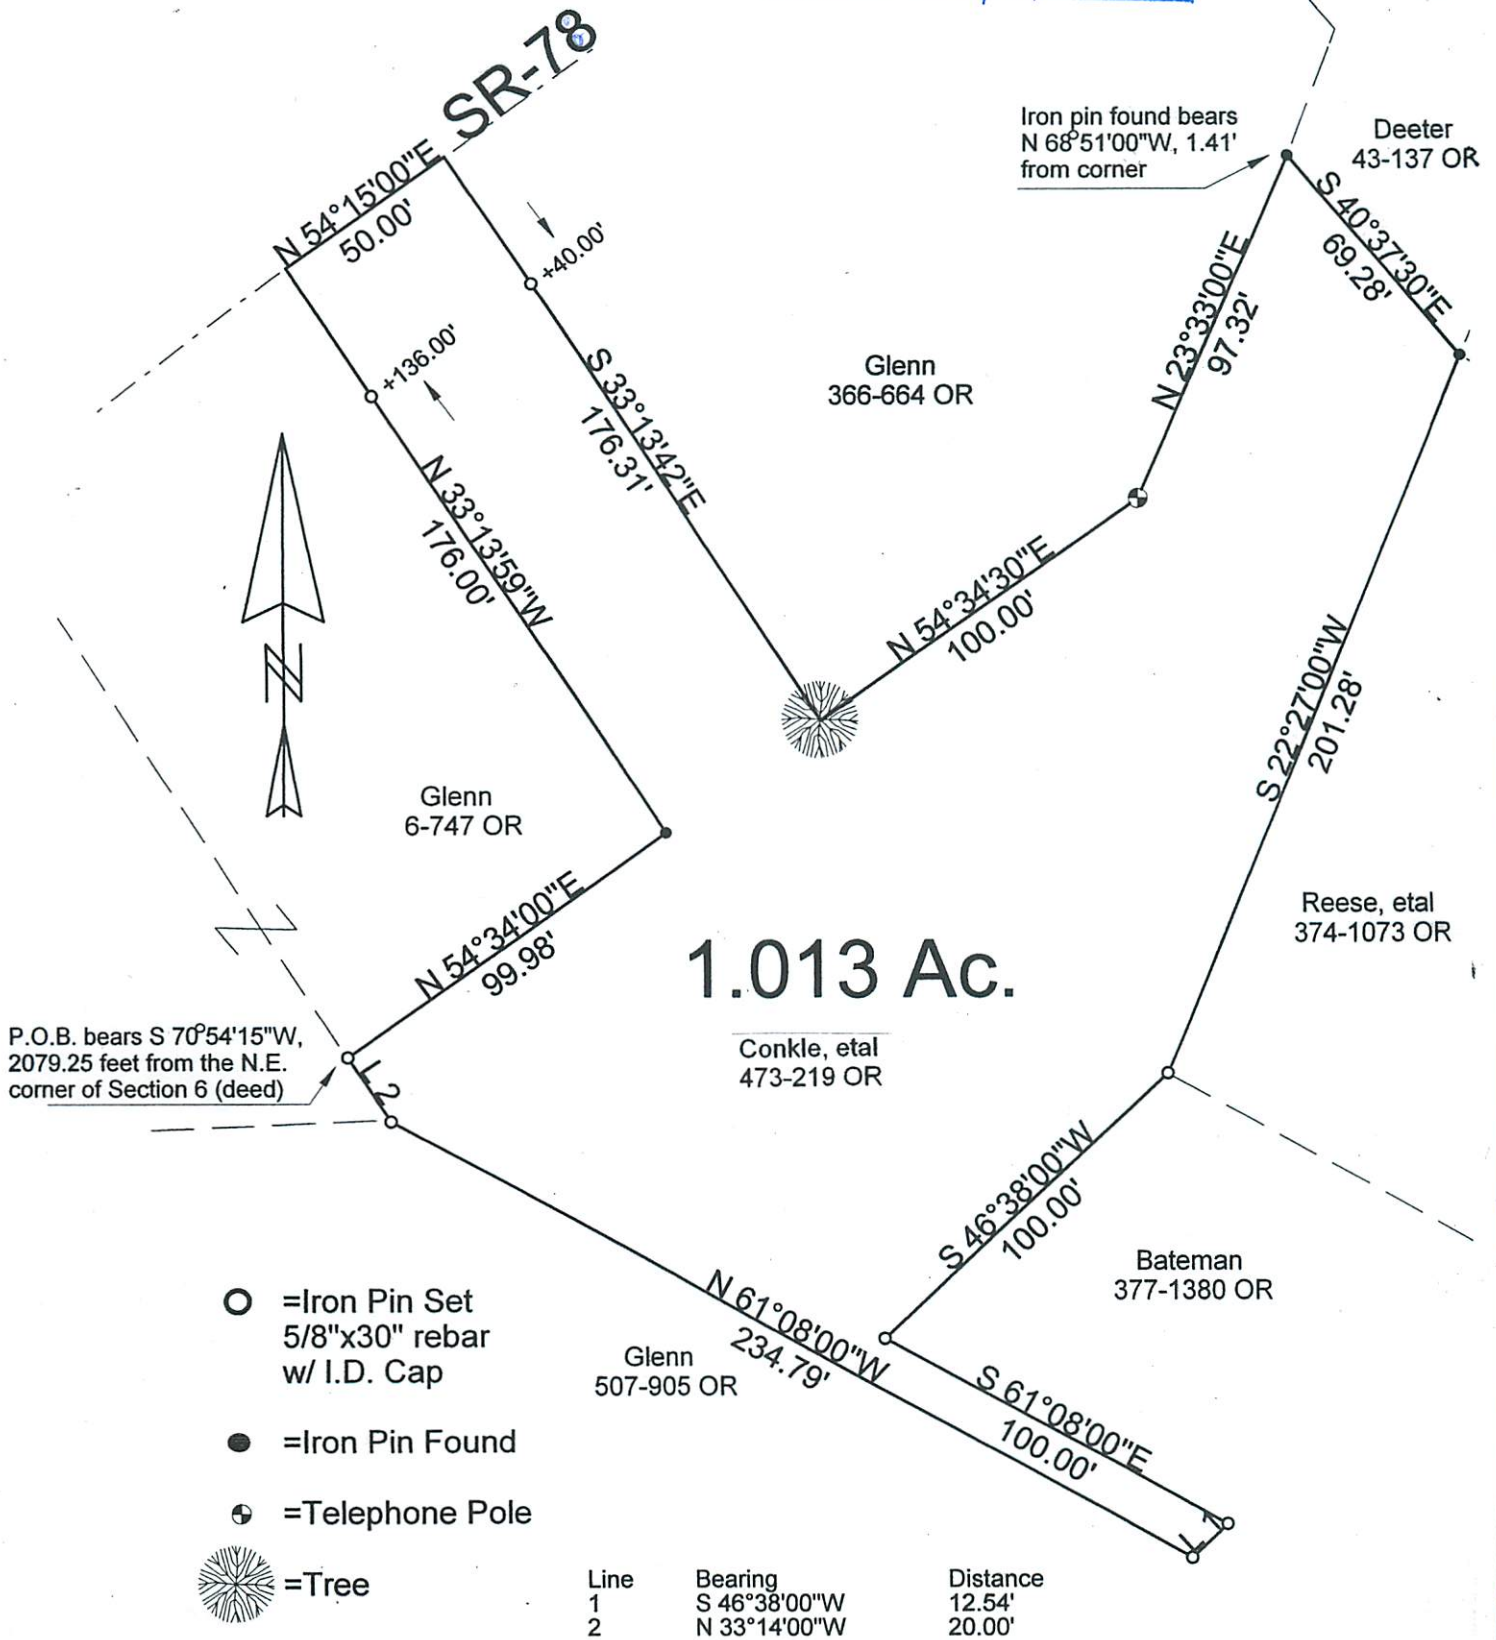 SR-78
N 54°15'00"E
50.00'
Iron pin found bears
N 68°51'00"W, 1.41'
from corner
Deeter
43-137 OR
S 40°37'30"E
69.28'
+40.00'
+136.00'
N 23°33'00"E
97.32'
Glenn
366-664 OR
S 33°13'42"E
176.31'
N 33°13'59"W
176.00'
N 54°34'30"E
100.00'
N
S 22°27'00"W
201.28'
Glenn
6-747 OR
N 54°34'00"E
99.98'
1.013 Ac.
Reese, etal
374-1073 OR
P.O.B. bears S 70°54'15"W,
2079.25 feet from the N.E.
corner of Section 6 (deed)
Conkle, etal
473-219 OR
L 2
S 46°38'00"W
100.00'
Bateman
377-1380 OR
N 61°08'00"W
234.79'
Glenn
507-905 OR
S 61°08'00"E
100.00'
L 1
=Iron Pin Set
5/8"x30" rebar
w/ I.D. Cap
=Iron Pin Found
=Telephone Pole
=Tree
Line Bearing Distance
1 S 46°38'00"W 12.54'
2 N 33°14'00"W 20.00'